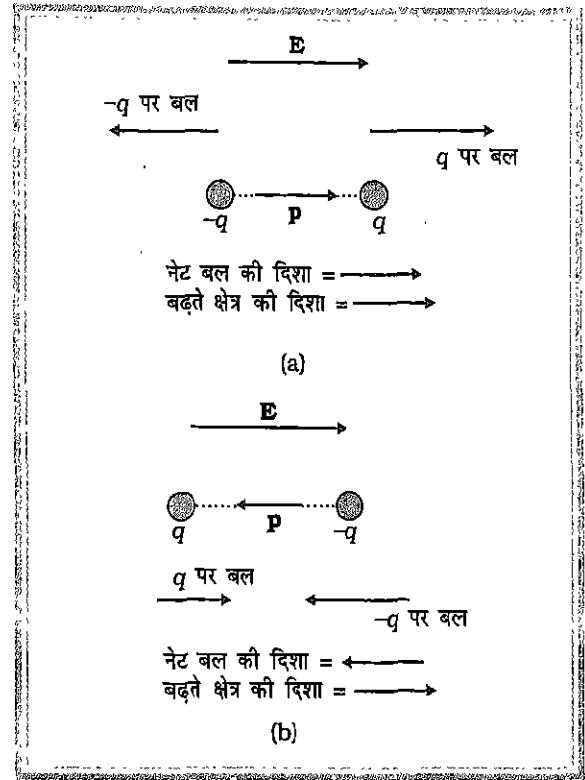 E
-q पर बल
q पर बल
-q p q
नेट बल की दिशा =
बढ़ते क्षेत्र की दिशा =
(a)
E
q p -q
q पर बल
-q पर बल
नेट बल की दिशा =
बढ़ते क्षेत्र की दिशा =
(b)